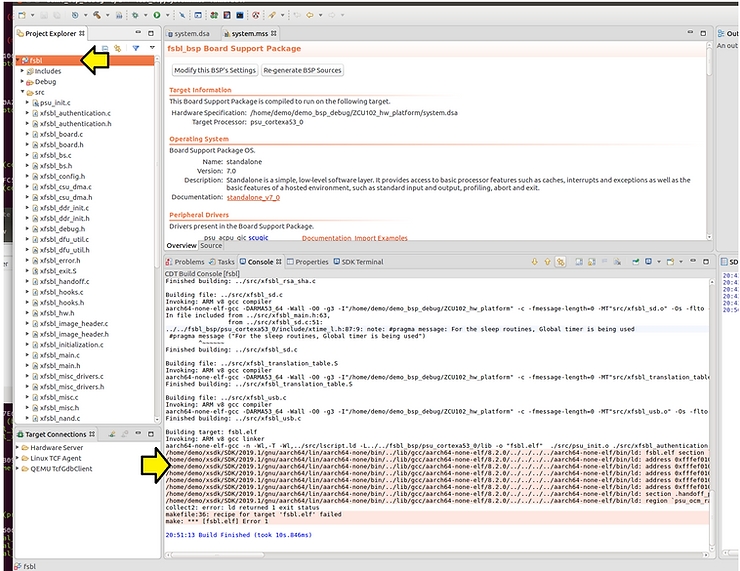 Project Explorer
system.dsa
system.mss
fsbl
Includes
Debug
src
psu_init.c
xfsbl_authentication.c
xfsbl_authentication.h
xfsbl_board.c
xfsbl_board.h
xfsbl_bs.c
xfsbl_bs.h
xfsbl_config.h
xfsbl_csu_dma.c
xfsbl_csu_dma.h
xfsbl_ddr_init.c
xfsbl_ddr_init.h
xfsbl_debug.h
xfsbl_dfu_util.c
xfsbl_dfu_util.h
xfsbl_error.h
xfsbl_exit.S
xfsbl_handoff.c
xfsbl_hooks.c
xfsbl_hooks.h
xfsbl_hw.h
xfsbl_image_header.c
xfsbl_image_header.h
xfsbl_initialization.c
xfsbl_main.c
xfsbl_main.h
xfsbl_misc_drivers.c
xfsbl_misc_drivers.h
xfsbl_misc.c
xfsbl_misc.h
xfsbl_nand.c
Target Connections
Hardware Server
Linux TCF Agent
QEMU TcfGdbClient
fsbl
fsbl_bsp Board Support Package
Modify this BSP's Settings
Re-generate BSP Sources
Target Information
This Board Support Package is compiled to run on the following target.
Hardware Specification: /home/demo/demo_bsp_debug/ZCU102_hw_platform/system.dsa
Target Processor: psu_cortexa53_0
Operating System
Board Support Package OS.
Name: standalone
Version: 7.0
Description: Standalone is a simple, low-level software layer. It provides access to basic processor features such as caches, interrupts and exceptions as well as the
basic features of a hosted environment, such as standard input and output, profiling, abort and exit.
Documentation: standalone_v7_0
Peripheral Drivers
Drivers present in the Board Support Package.
psu_acpu_gic scugic Documentation Import Examples
Overview Source
Problems Tasks Console Properties SDK Terminal
CDT Build Console [fsbl]
Finished building: ../src/xfsbl_rsa_sha.c
Building file: ../src/xfsbl_sd.c
Invoking: ARM v8 gcc compiler
aarch64-none-elf-gcc -DARMA53_64 -Wall -O0 -g3 -I"/home/demo/demo_bsp_debug/ZCU102_hw_platform" -c -fmessage-length=0 -MT"src/xfsbl_sd.o" -Os -flto
In file included from ../src/xfsbl_main.h:63,
from ../src/xfsbl_sd.c:51:
../../fsbl_bsp/psu_cortexa53_0/include/xtime_l.h:87:9: note: #pragma message: For the sleep routines, Global timer is being used
#pragma message ("For the sleep routines, Global timer is being used")
^~~~~~~
Finished building: ../src/xfsbl_sd.c
Building file: ../src/xfsbl_translation_table.S
Invoking: ARM v8 gcc compiler
aarch64-none-elf-gcc -DARMA53_64 -Wall -O0 -g3 -I"/home/demo/demo_bsp_debug/ZCU102_hw_platform" -c -fmessage-length=0 -MT"src/xfsbl_translation_table
Finished building: ../src/xfsbl_translation_table.S
Building file: ../src/xfsbl_usb.c
Invoking: ARM v8 gcc compiler
aarch64-none-elf-gcc -DARMA53_64 -Wall -O0 -g3 -I"/home/demo/demo_bsp_debug/ZCU102_hw_platform" -c -fmessage-length=0 -MT"src/xfsbl_usb.o" -Os -flto
Finished building: ../src/xfsbl_usb.c
Building target: fsbl.elf
Invoking: ARM v8 gcc linker
aarch64-none-elf-gcc -n -Wl,-T -Wl,../src/lscript.ld -L../../fsbl_bsp/psu_cortexa53_0/lib -o "fsbl.elf" ./src/psu_init.o ./src/xfsbl_authentication
/home/demo/xsdk/SDK/2019.1/gnu/aarch64/lin/aarch64-none/bin/../lib/gcc/aarch64-none-elf/8.2.0/../../../../aarch64-none-elf/bin/ld: fsbl.elf section
/home/demo/xsdk/SDK/2019.1/gnu/aarch64/lin/aarch64-none/bin/../lib/gcc/aarch64-none-elf/8.2.0/../../../../aarch64-none-elf/bin/ld: address 0xfffef01
/home/demo/xsdk/SDK/2019.1/gnu/aarch64/lin/aarch64-none/bin/../lib/gcc/aarch64-none-elf/8.2.0/../../../../aarch64-none-elf/bin/ld: address 0xfffef01
/home/demo/xsdk/SDK/2019.1/gnu/aarch64/lin/aarch64-none/bin/../lib/gcc/aarch64-none-elf/8.2.0/../../../../aarch64-none-elf/bin/ld: address 0xfffef01
/home/demo/xsdk/SDK/2019.1/gnu/aarch64/lin/aarch64-none/bin/../lib/gcc/aarch64-none-elf/8.2.0/../../../../aarch64-none-elf/bin/ld: address 0xfffef01
/home/demo/xsdk/SDK/2019.1/gnu/aarch64/lin/aarch64-none/bin/../lib/gcc/aarch64-none-elf/8.2.0/../../../../aarch64-none-elf/bin/ld: section .handoff_p
/home/demo/xsdk/SDK/2019.1/gnu/aarch64/lin/aarch64-none/bin/../lib/gcc/aarch64-none-elf/8.2.0/../../../../aarch64-none-elf/bin/ld: region `psu_ocm_ra
collect2: error: ld returned 1 exit status
makefile:36: recipe for target 'fsbl.elf' failed
make: *** [fsbl.elf] Error 1
20:51:13 Build Finished (took 10s.846ms)